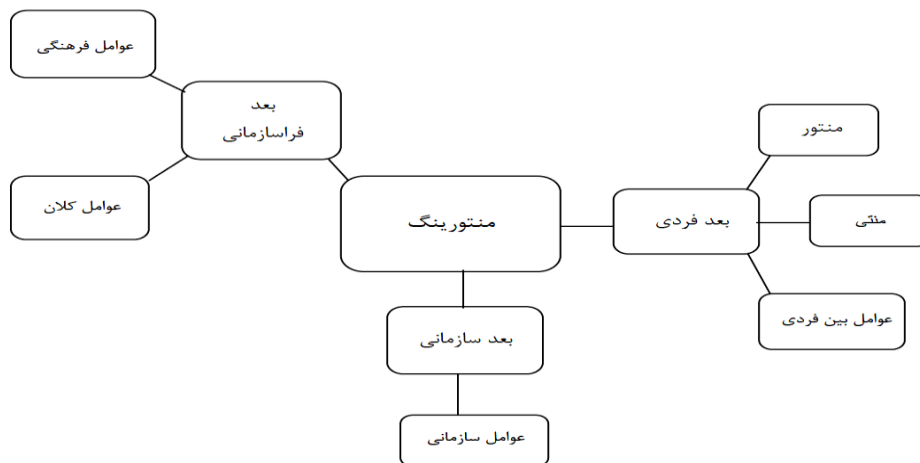 عوامل فرهنگی
بعد
فراسازمانی
عوامل کلان
منتورینگ
منتور
بعد فردی
منتی
عوامل بین فردی
بعد سازمانی
عوامل سازمانی